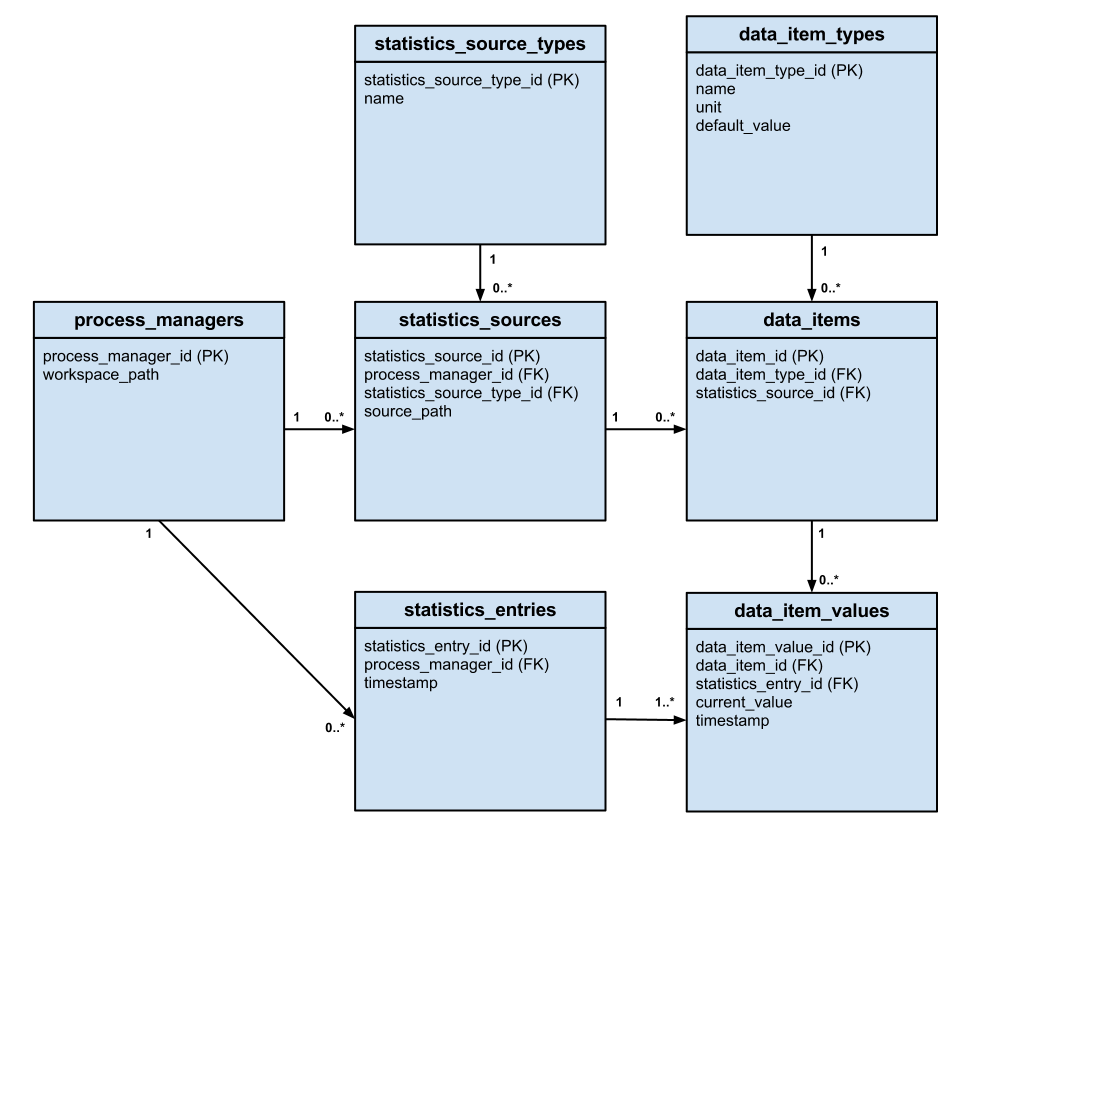 statistics_source_types
statistics_source_type_id (PK)
name
data_item_types
data_item_type_id (PK)
name
unit
default_value
1
0..*
1
0..*
process_managers
process_manager_id (PK)
workspace_path
1
0..*
statistics_sources
statistics_source_id (PK)
process_manager_id (FK)
statistics_source_type_id (FK)
source_path
1
0..*
data_items
data_item_id (PK)
data_item_type_id (FK)
statistics_source_id (FK)
1
0..*
1
0..*
statistics_entries
statistics_entry_id (PK)
process_manager_id (FK)
timestamp
1
1..*
data_item_values
data_item_value_id (PK)
data_item_id (FK)
statistics_entry_id (FK)
current_value
timestamp